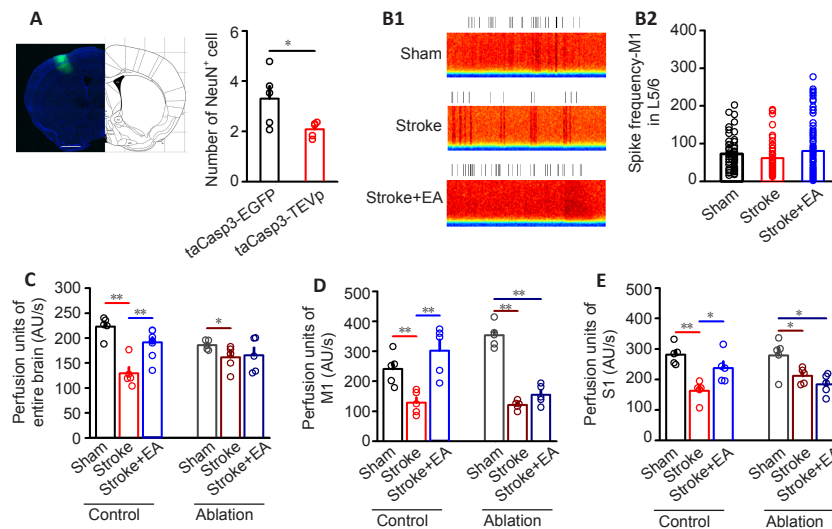 A
Number of NeuN+ cell
6
4
2
0
*
taCasp3-EGFP
taCasp3-TEVp
B1
Sham
Stroke
Stroke+EA
B2
Spike frequency-M1
in L5/6
400
300
200
100
0
Sham
Stroke
Stroke+EA
C
Perfusion units of
entire brain (AU/s)
300
250
200
150
100
50
0
**
**
*
Sham
Stroke
Stroke+EA
Sham
Stroke
Stroke+EA
Control
Ablation
D
Perfusion units of
M1 (AU/s)
500
400
300
200
100
0
**
**
**
**
Sham
Stroke
Stroke+EA
Sham
Stroke
Stroke+EA
Control
Ablation
E
Perfusion units of
S1 (AU/s)
500
400
300
200
100
0
**
*
*
*
Sham
Stroke
Stroke+EA
Sham
Stroke
Stroke+EA
Control
Ablation